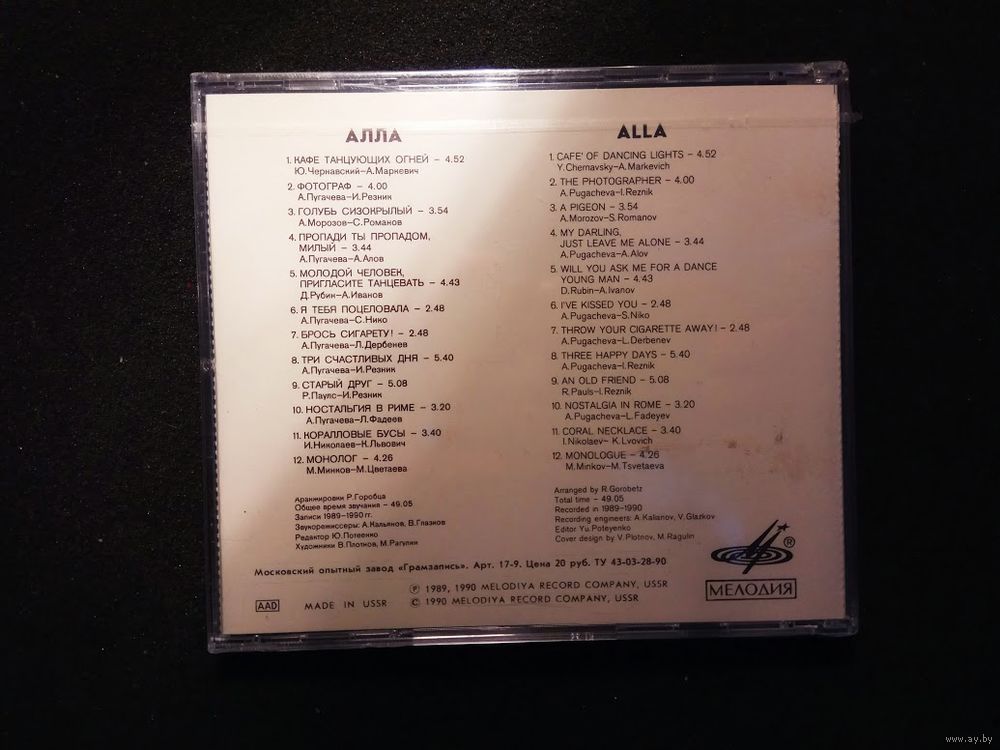 АЛЛА
1. КАФЕ ТАНЦУЮЩИХ ОГНЕЙ – 4.52
Ю.Чернавский–А.Маркевич
2. ФОТОГРАФ – 4.00
А.Пугачева–И.Резник
3. ГОЛУБЬ СИЗОКРЫЛЫЙ – 3.54
А.Морозов–С.Романов
4. ПРОПАДИ ТЫ ПРОПАДОМ,
МИЛЫЙ – 3.44
А.Пугачева–А.Алов
5. МОЛОДОЙ ЧЕЛОВЕК,
ПРИГЛАСИТЕ ТАНЦЕВАТЬ – 4.43
Д.Рубин–А.Иванов
6. Я ТЕБЯ ПОЦЕЛОВАЛА – 2.48
А.Пугачева–С.Нико
7. БРОСЬ СИГАРЕТУ! – 2.48
А.Пугачева–Л.Дербенев
8. ТРИ СЧАСТЛИВЫХ ДНЯ – 5.40
А.Пугачева–И.Резник
9. СТАРЫЙ ДРУГ – 5.08
Р.Паулс–И.Резник
10. НОСТАЛЬГИЯ В РИМЕ – 3.20
А.Пугачева–Л.Фадеев
11. КОРАЛЛОВЫЕ БУСЫ – 3.40
И.Николаев–К.Львович
12. МОНОЛОГ – 4.26
М.Минков–М.Цветаева
Аранжировки Р.Горобца
Общее время звучания – 49.05
Записи 1989–1990 гг.
Звукорежиссеры: А.Кальянов, В.Глазков
Редактор Ю.Потеенко
Художники В.Плотнов, М.Рагулин
ALLA
1. CAFE' OF DANCING LIGHTS – 4.52
Y.Chernavsky–A.Markevich
2. THE PHOTOGRAPHER – 4.00
A.Pugacheva–I.Reznik
3. A PIGEON – 3.54
A.Morozov–S.Romanov
4. MY DARLING,
JUST LEAVE ME ALONE – 3.44
A.Pugacheva–A.Alov
5. WILL YOU ASK ME FOR A DANCE
YOUNG MAN – 4.43
D.Rubin–A.Ivanov
6. I'VE KISSED YOU – 2.48
A.Pugacheva–S.Niko
7. THROW YOUR CIGARETTE AWAY! – 2.48
A.Pugacheva–L.Derbenev
8. THREE HAPPY DAYS – 5.40
A.Pugacheva–I.Reznik
9. AN OLD FRIEND – 5.08
R.Pauls–I.Reznik
10. NOSTALGIA IN ROME – 3.20
A.Pugacheva–L.Fadeyev
11. CORAL NECKLACE – 3.40
I.Nikolaev– K.Lvovich
12. MONOLOGUE – 4.26
M.Minkov–M.Tsvetaeva
Arranged by R.Gorobetz
Total time – 49.05
Recorded in 1989–1990
Recording engineers: A.Kalianov, V.Glazkov
Editor Yu.Poteyenko
Cover design by V.Plotnov, M.Ragulin
®
МЕЛОДИЯ
Московский опытный завод «Грамзапись». Арт. 17-9. Цена 20 руб. ТУ 43-03-28-90
AAD MADE IN USSR
℗ 1989, 1990 MELODIYA RECORD COMPANY, USSR
© 1990 MELODIYA RECORD COMPANY, USSR
www.ay.by